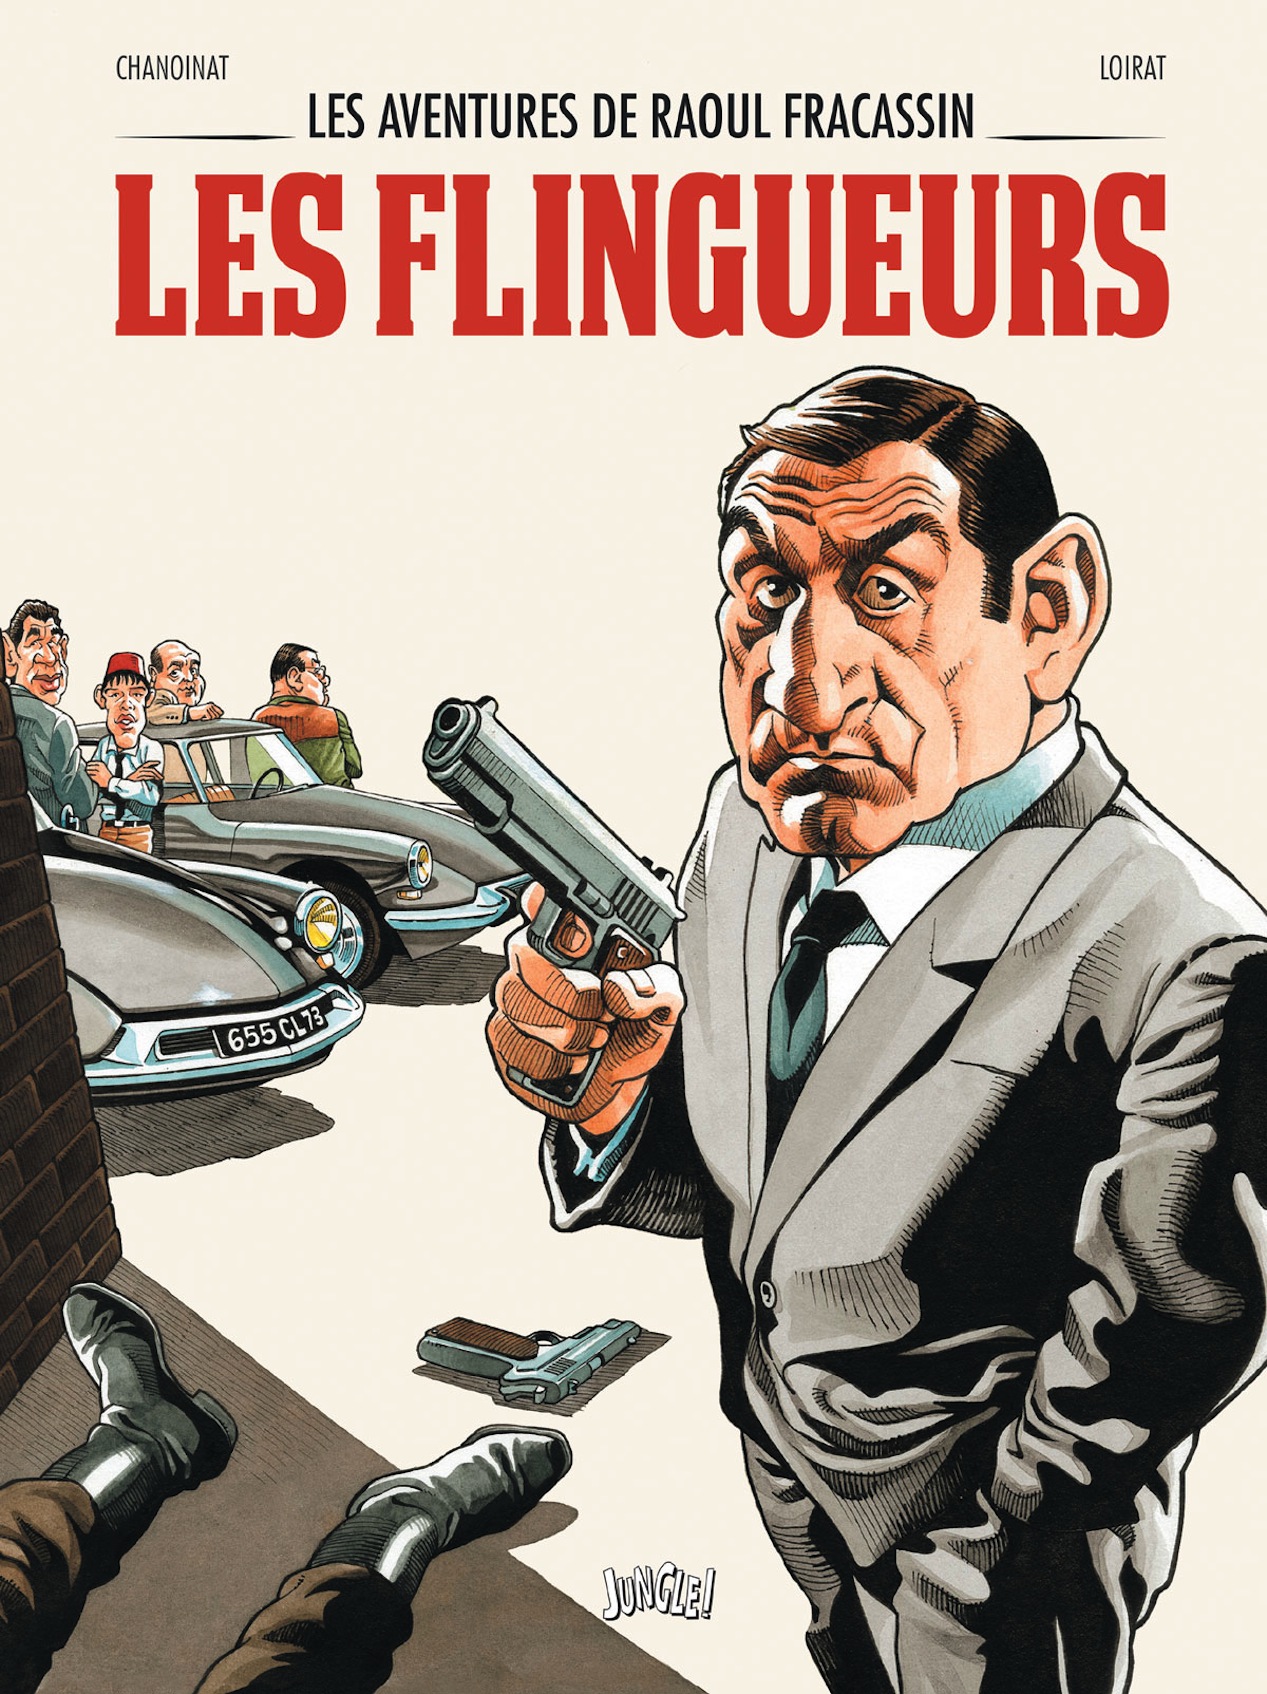 CHANOINAT
LOIRAT
LES AVENTURES DE RAOUL FRACASSIN
LES FLINGUEURS
655 CL 73
JUNGLE!